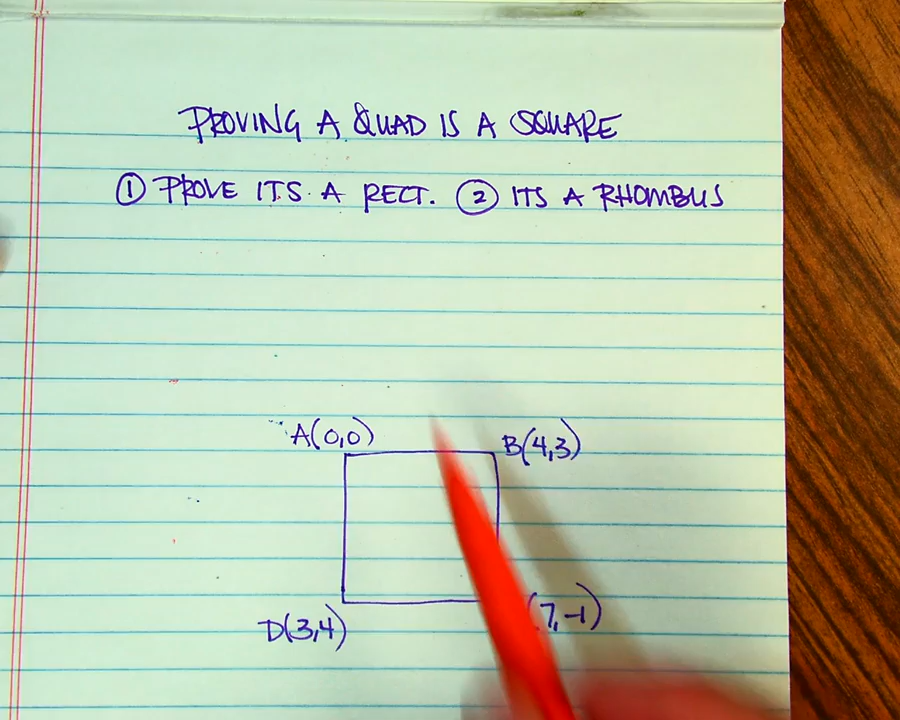 PROVING A QUAD IS A SQUARE
① PROVE ITS A RECT. ② ITS A RHOMBUS
A(0,0)
B(4,3)
D(3,4)
(7,-1)